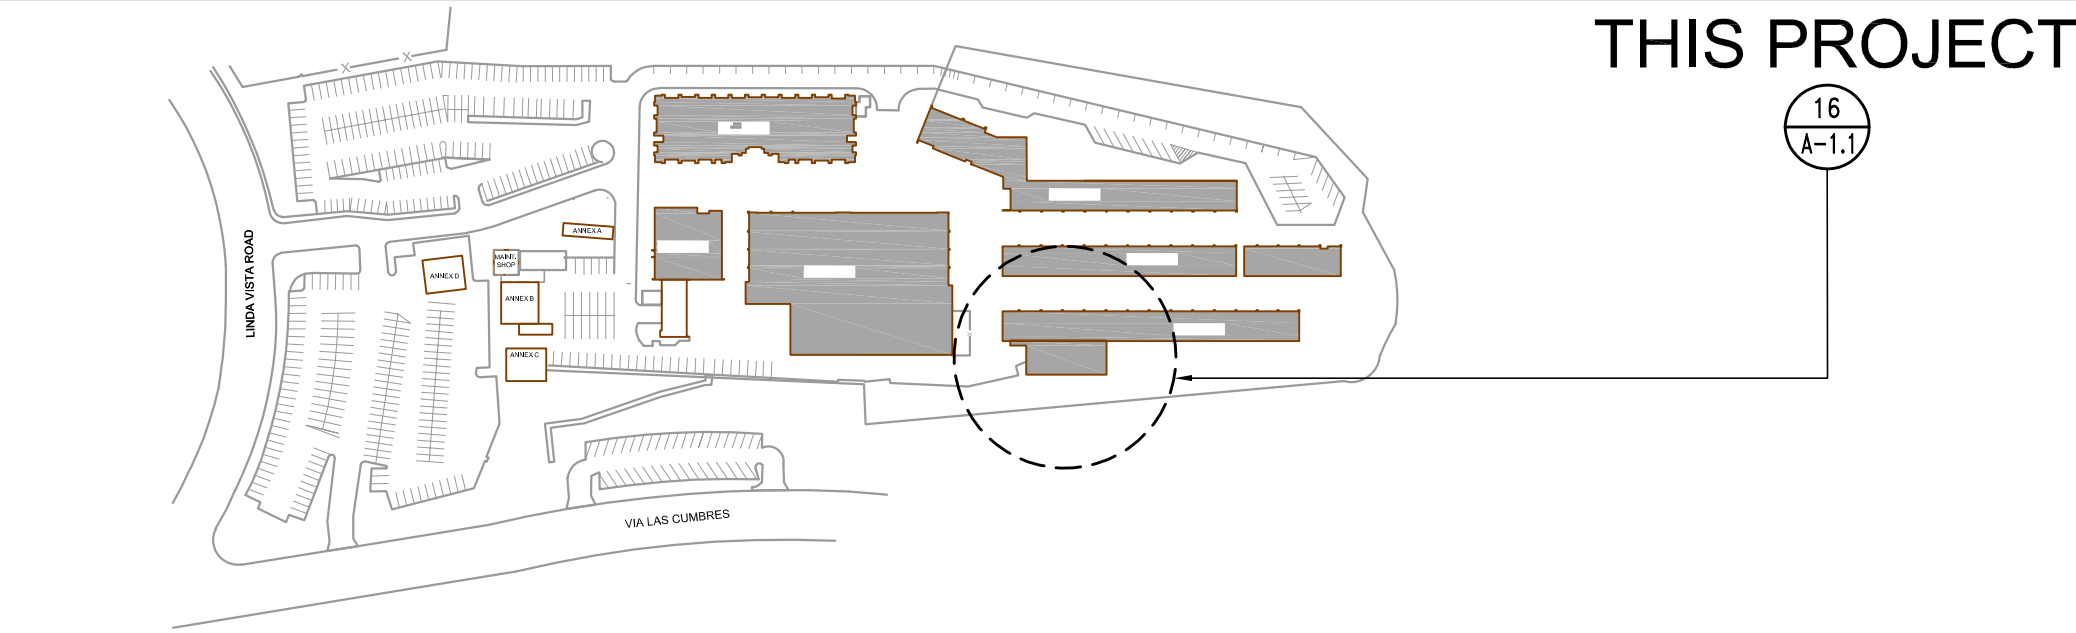 THIS PROJECT
16
A-1.1
LINDA VISTA ROAD
ANNEX A
MAINT.
SHOP
ANNEX D
ANNEX B
ANNEX C
VIA LAS CUMBRES